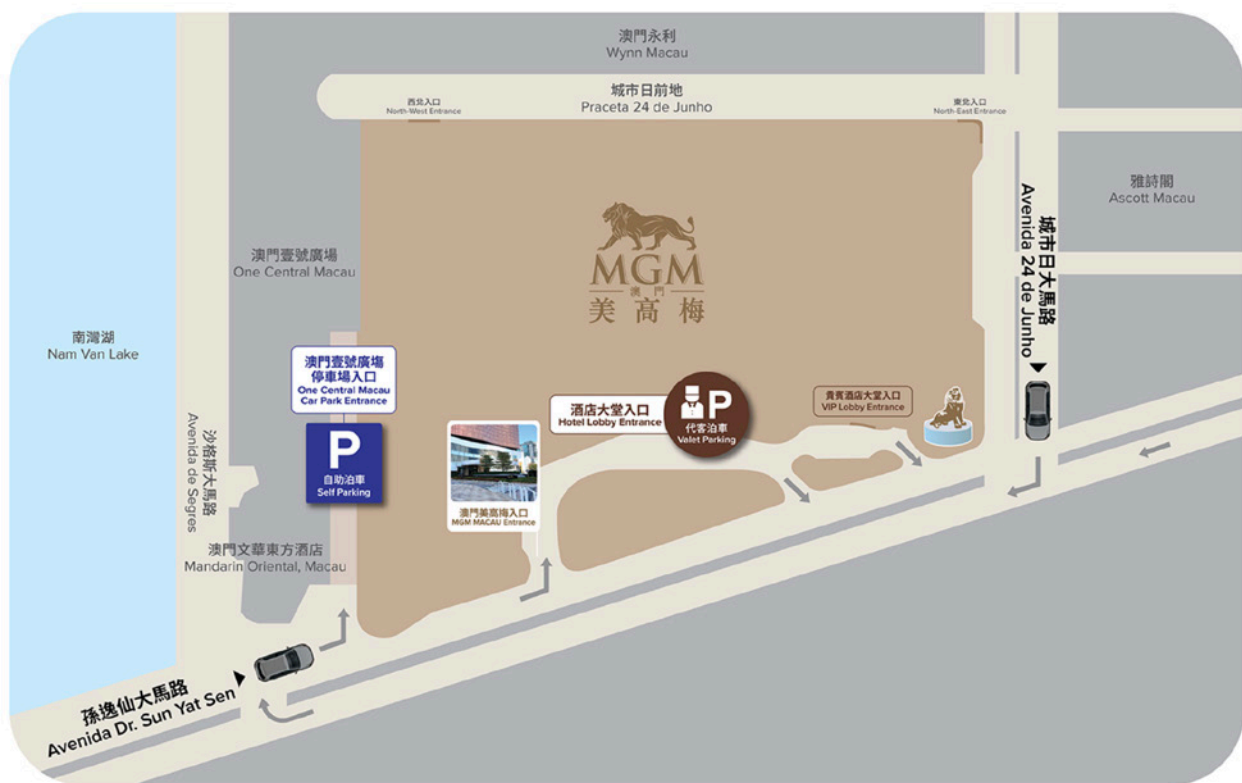 澳門永利
Wynn Macau
城市日前地
Praceta 24 de Junho
西北入口
North-West Entrance
東北入口
North-East Entrance
雅詩閣
Ascott Macau
城市日大馬路
Avenida 24 de Junho
MGM
澳門
美高梅
澳門壹號廣場
One Central Macau
南灣湖
Nam Van Lake
澳門壹號廣場
停車場入口
One Central Macau
Car Park Entrance
P
自助泊車
Self Parking
酒店大堂入口
Hotel Lobby Entrance
P
代客泊車
Valet Parking
貴賓酒店大堂入口
VIP Lobby Entrance
澳門美高梅入口
MGM MACAU Entrance
沙格斯大馬路
Avenida de Segres
澳門文華東方酒店
Mandarin Oriental, Macau
孫逸仙大馬路
Avenida Dr. Sun Yat Sen